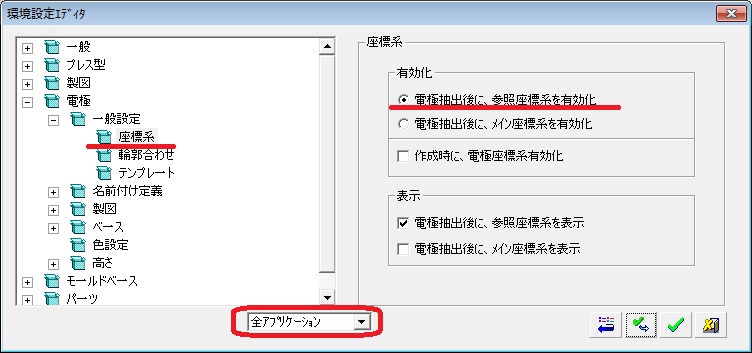 環境設定ｴﾃﾞｨﾀ
一般
プレス型
製図
電極
一般設定
座標系
輪郭合わせ
テンプレート
名前付け定義
製図
ベース
色設定
高さ
モールドベース
パーツ
全アプリケーション
座標系
有効化
電極抽出後に、参照座標系を有効化
電極抽出後に、メイン座標系を有効化
作成時に、電極座標系有効化
表示
電極抽出後に、参照座標系を表示
電極抽出後に、メイン座標系を表示